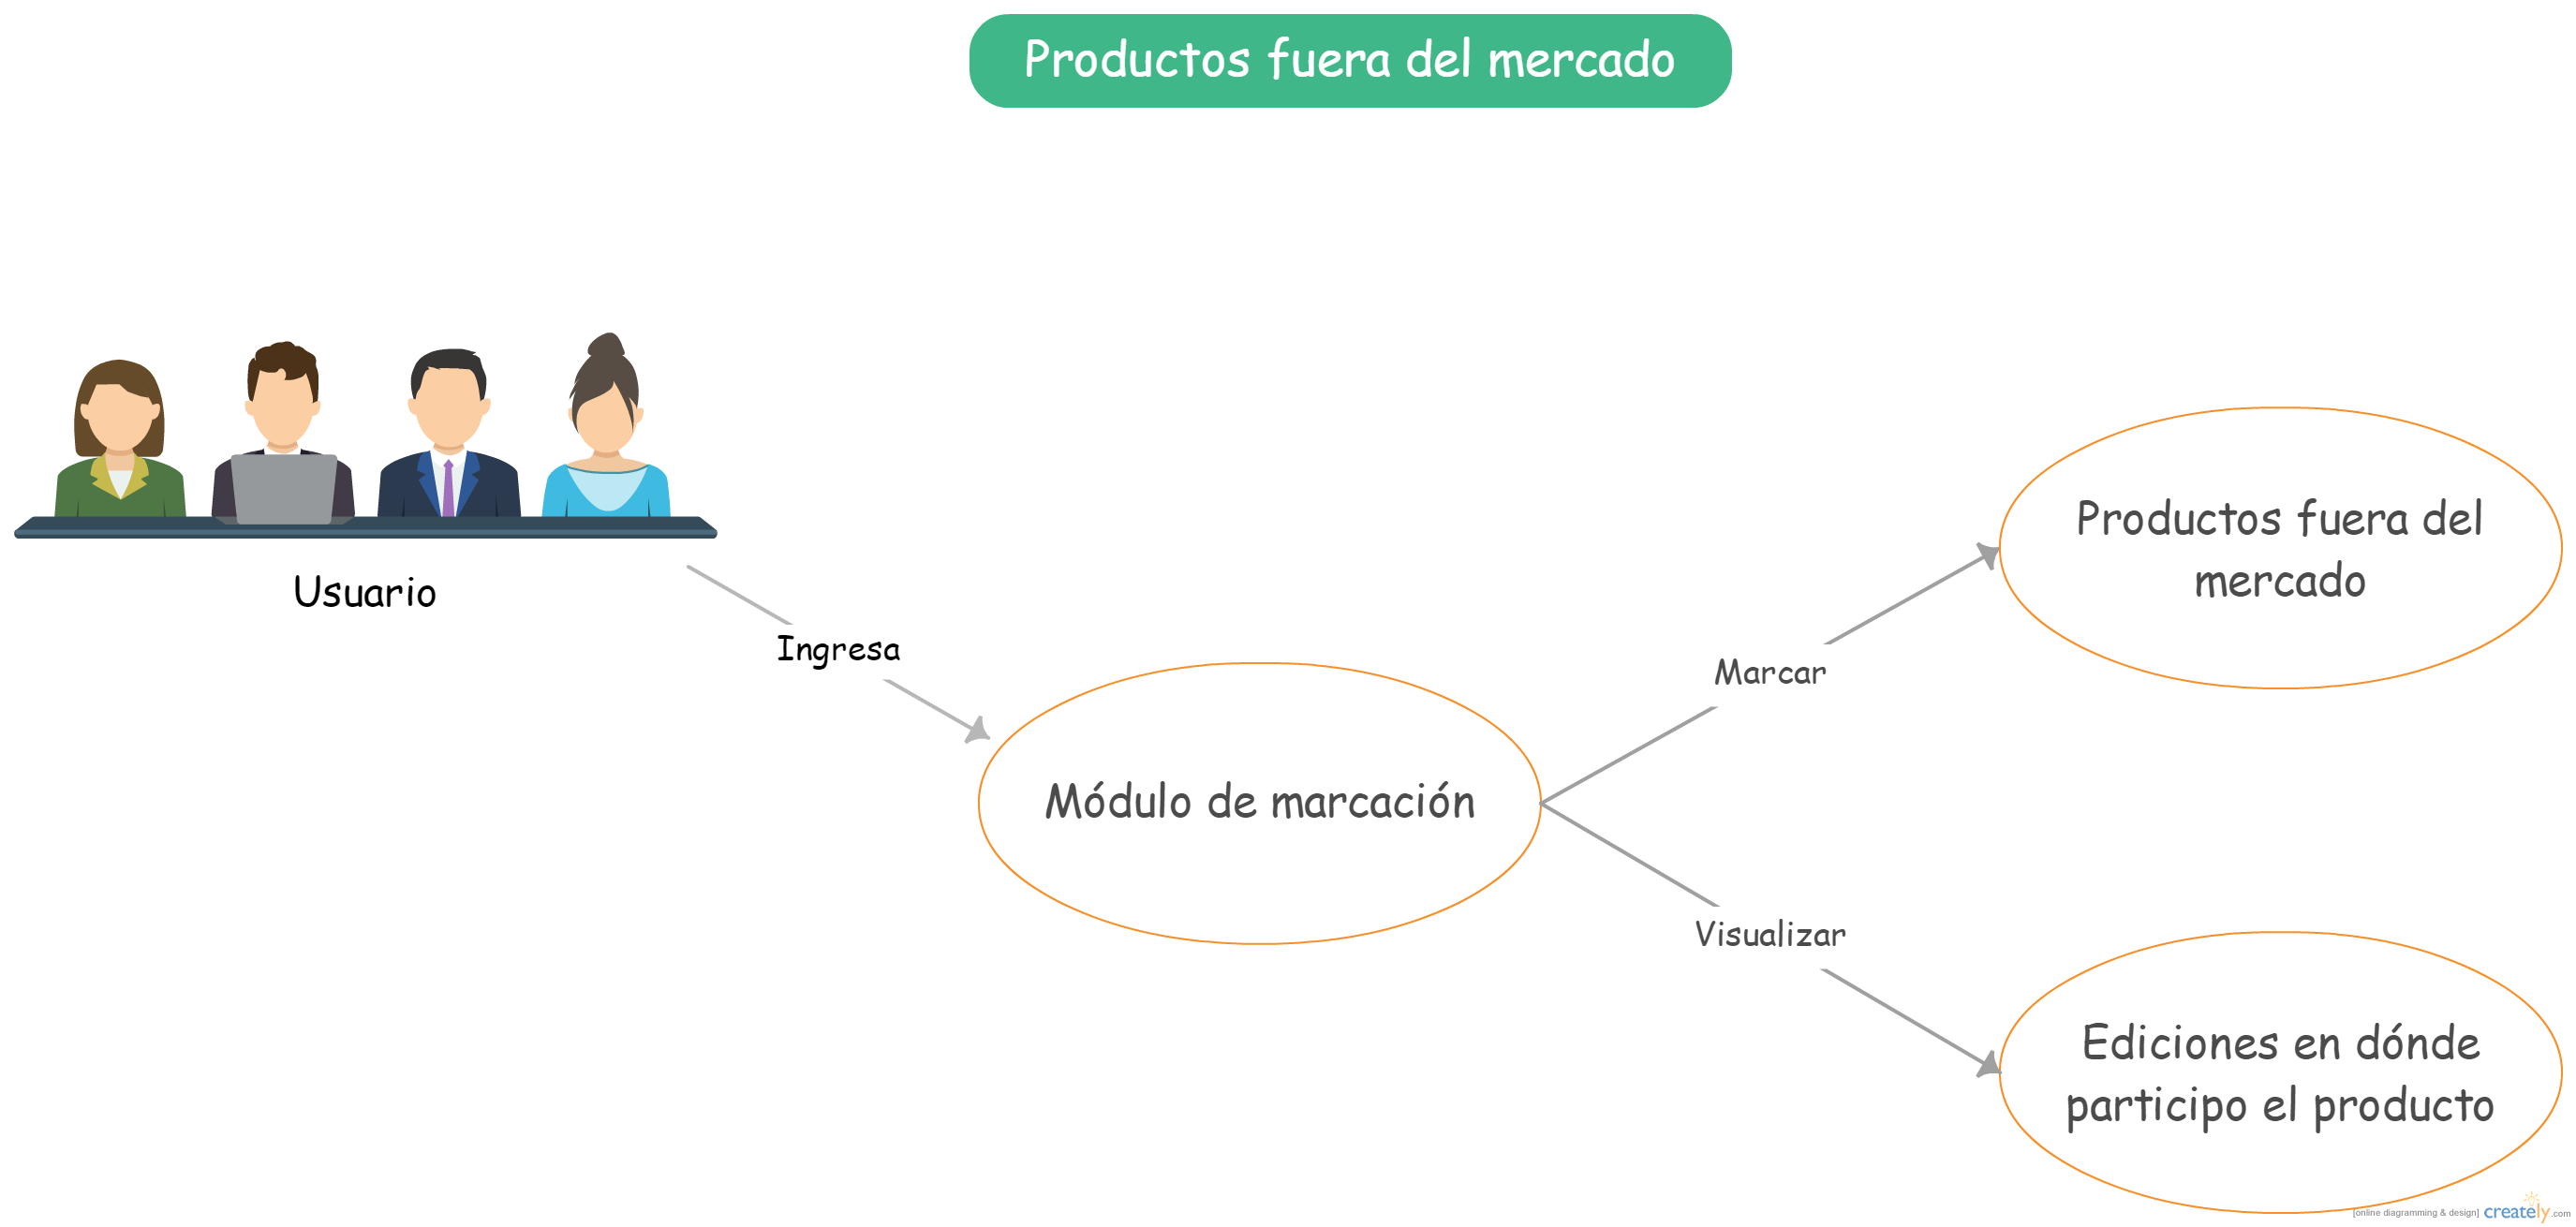 Productos fuera del mercado
Usuario
Ingresa
Módulo de marcación
Marcar
Productos fuera del
mercado
Visualizar
Ediciones en dónde
participo el producto
[online diagramming & design] creately.com